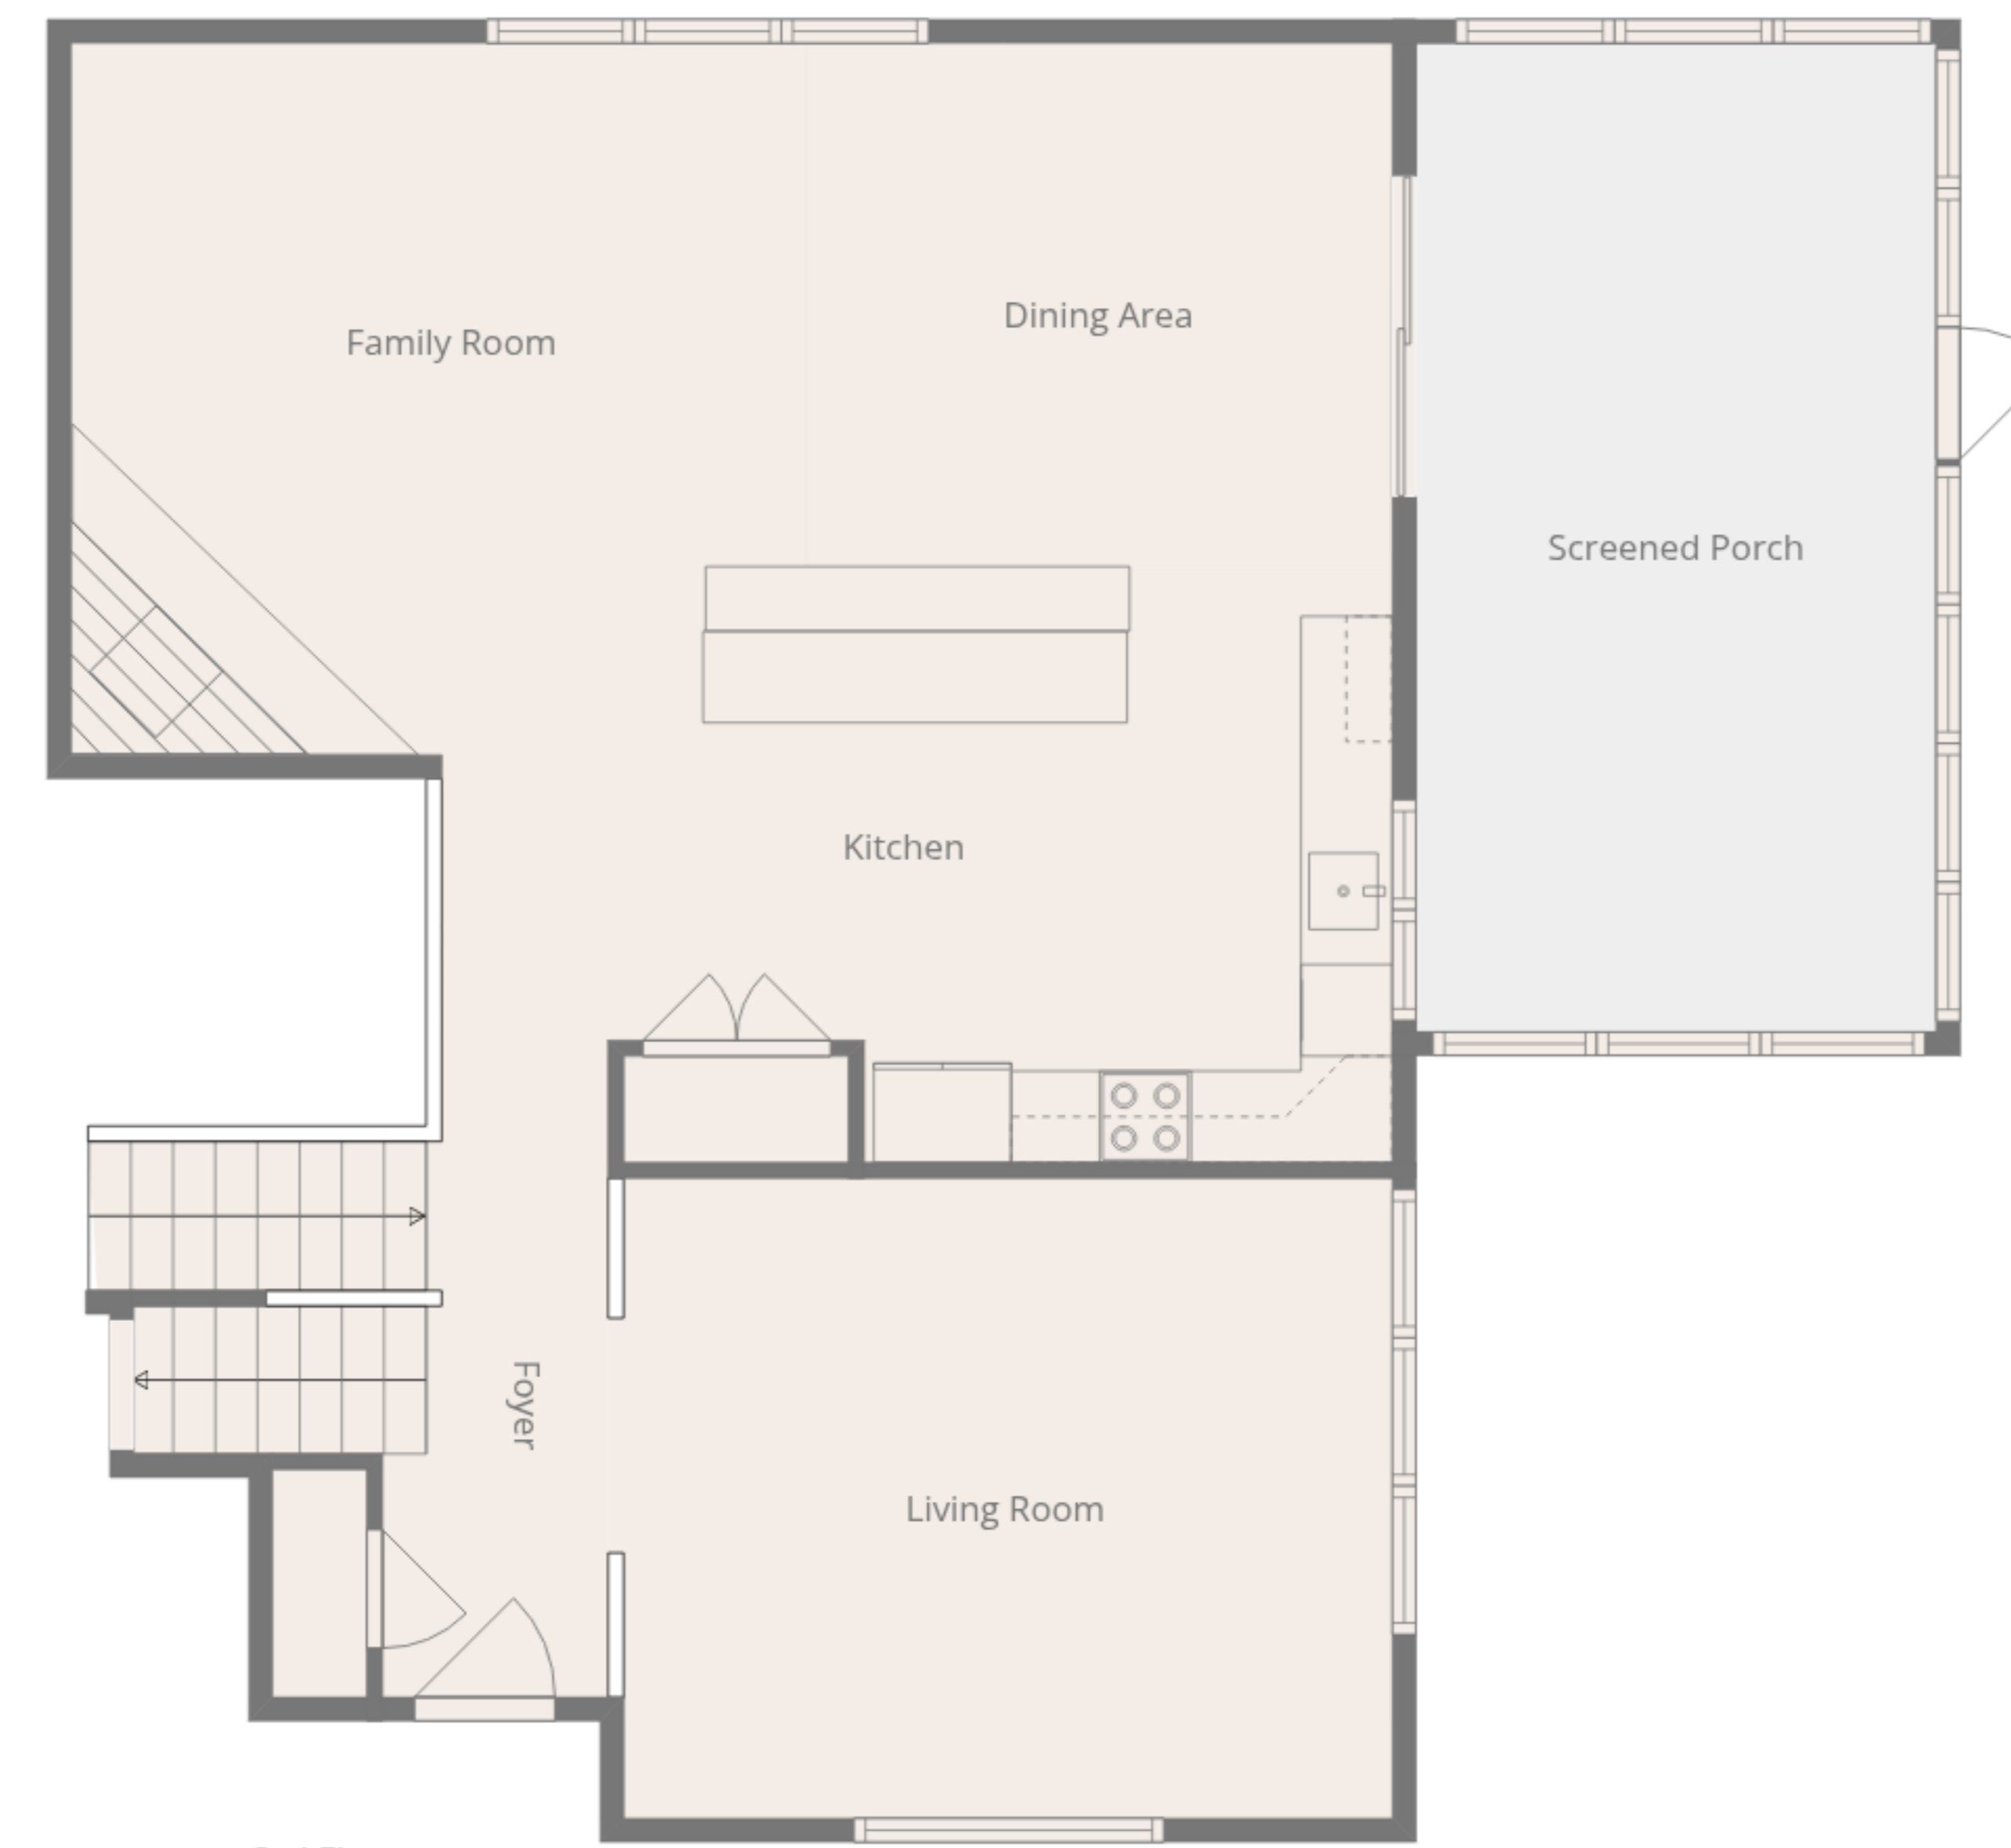 Family Room
Dining Area
Screened Porch
Kitchen
Foyer
Living Room